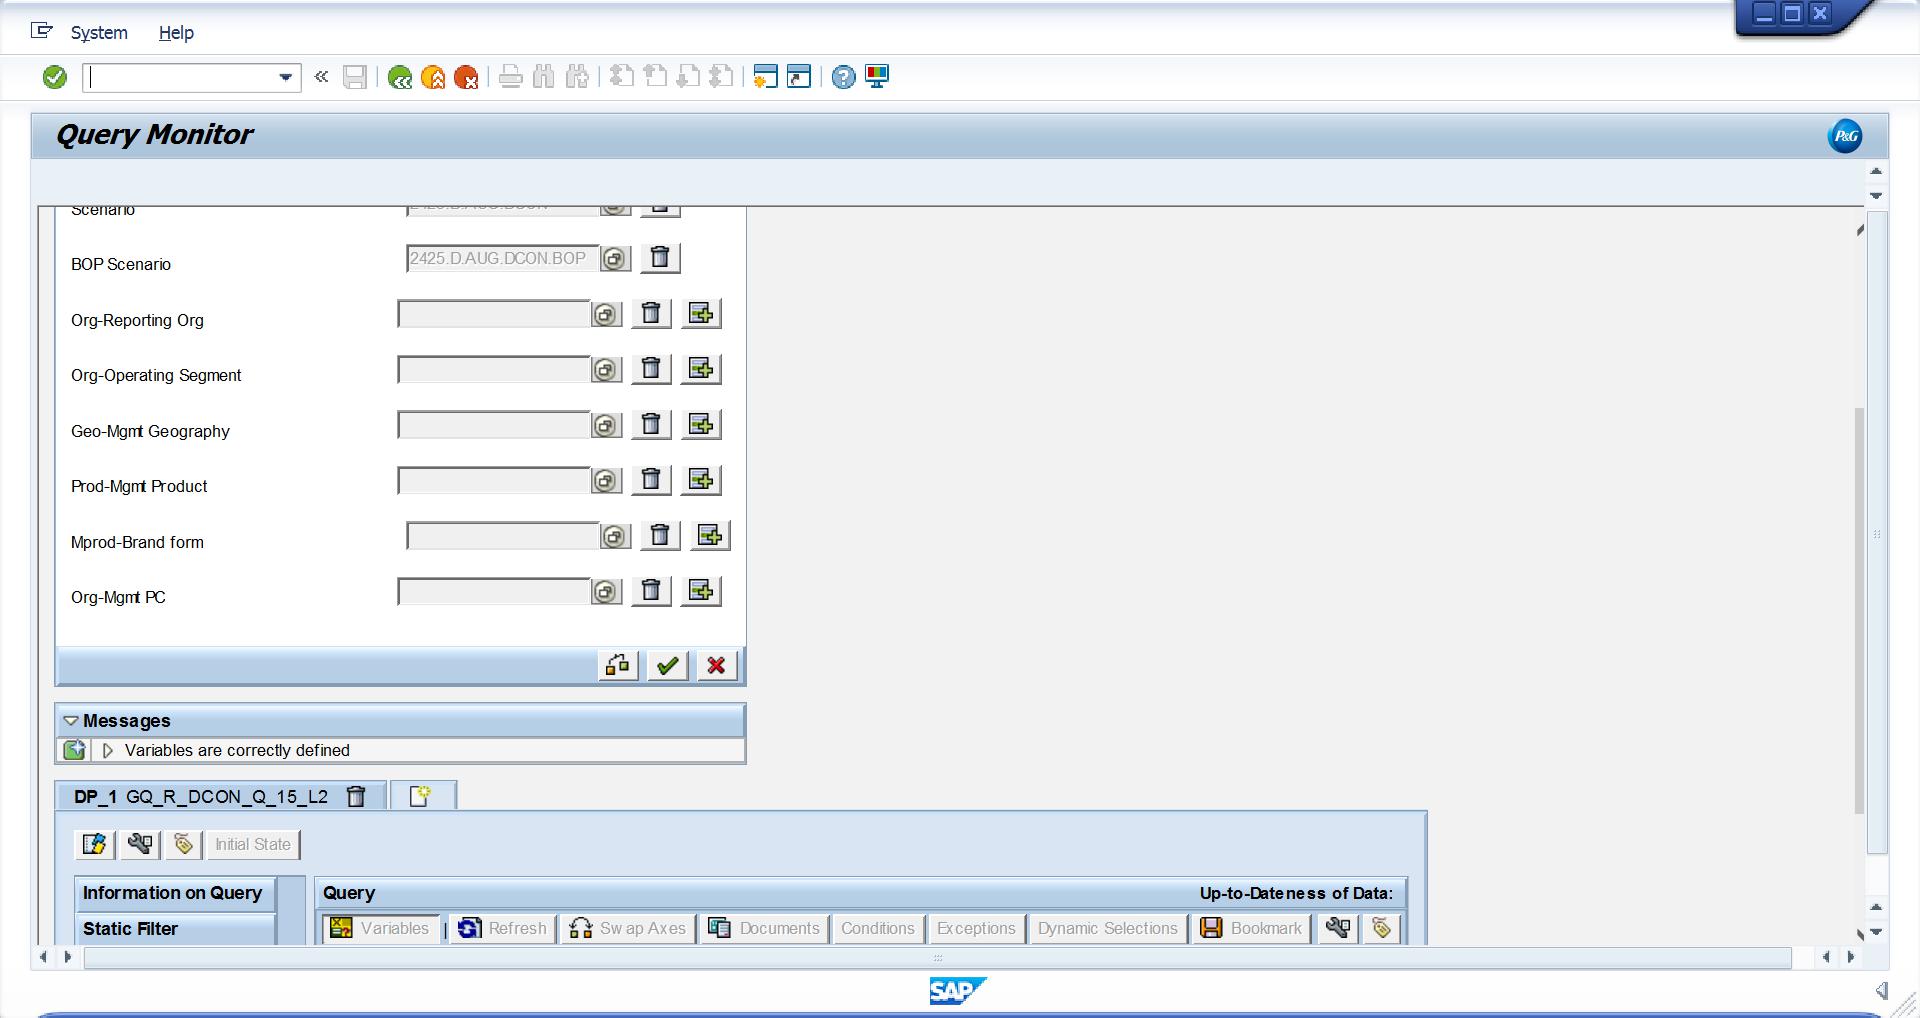 System Help
Query Monitor
P&G
Scenario
BOP Scenario 2425.D.AUG.DCON.BOP
Org-Reporting Org
Org-Operating Segment
Geo-Mgmt Geography
Prod-Mgmt Product
Mprod-Brand form
Org-Mgmt PC
Messages
Variables are correctly defined
DP_1 GQ_R_DCON_Q_15_L2
Initial State
Information on Query
Query Up-to-Dateness of Data:
Static Filter
Variables Refresh Swap Axes Documents Conditions Exceptions Dynamic Selections Bookmark
SAP